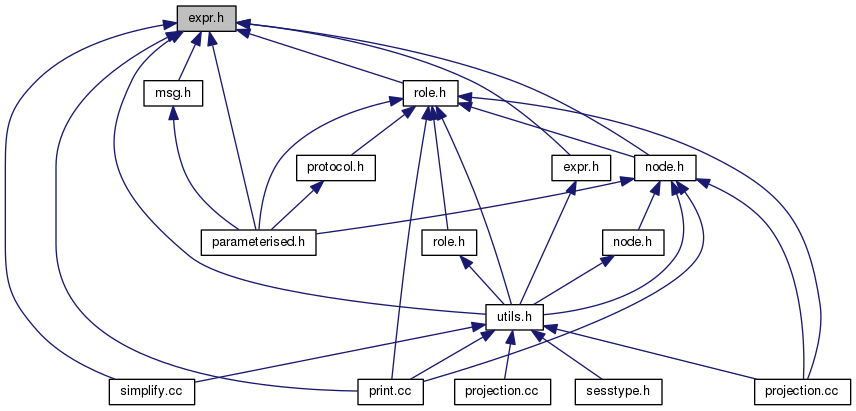 expr.h
msg.h
role.h
protocol.h
expr.h
node.h
parameterised.h
role.h
node.h
utils.h
simplify.cc
print.cc
projection.cc
sesstype.h
projection.cc